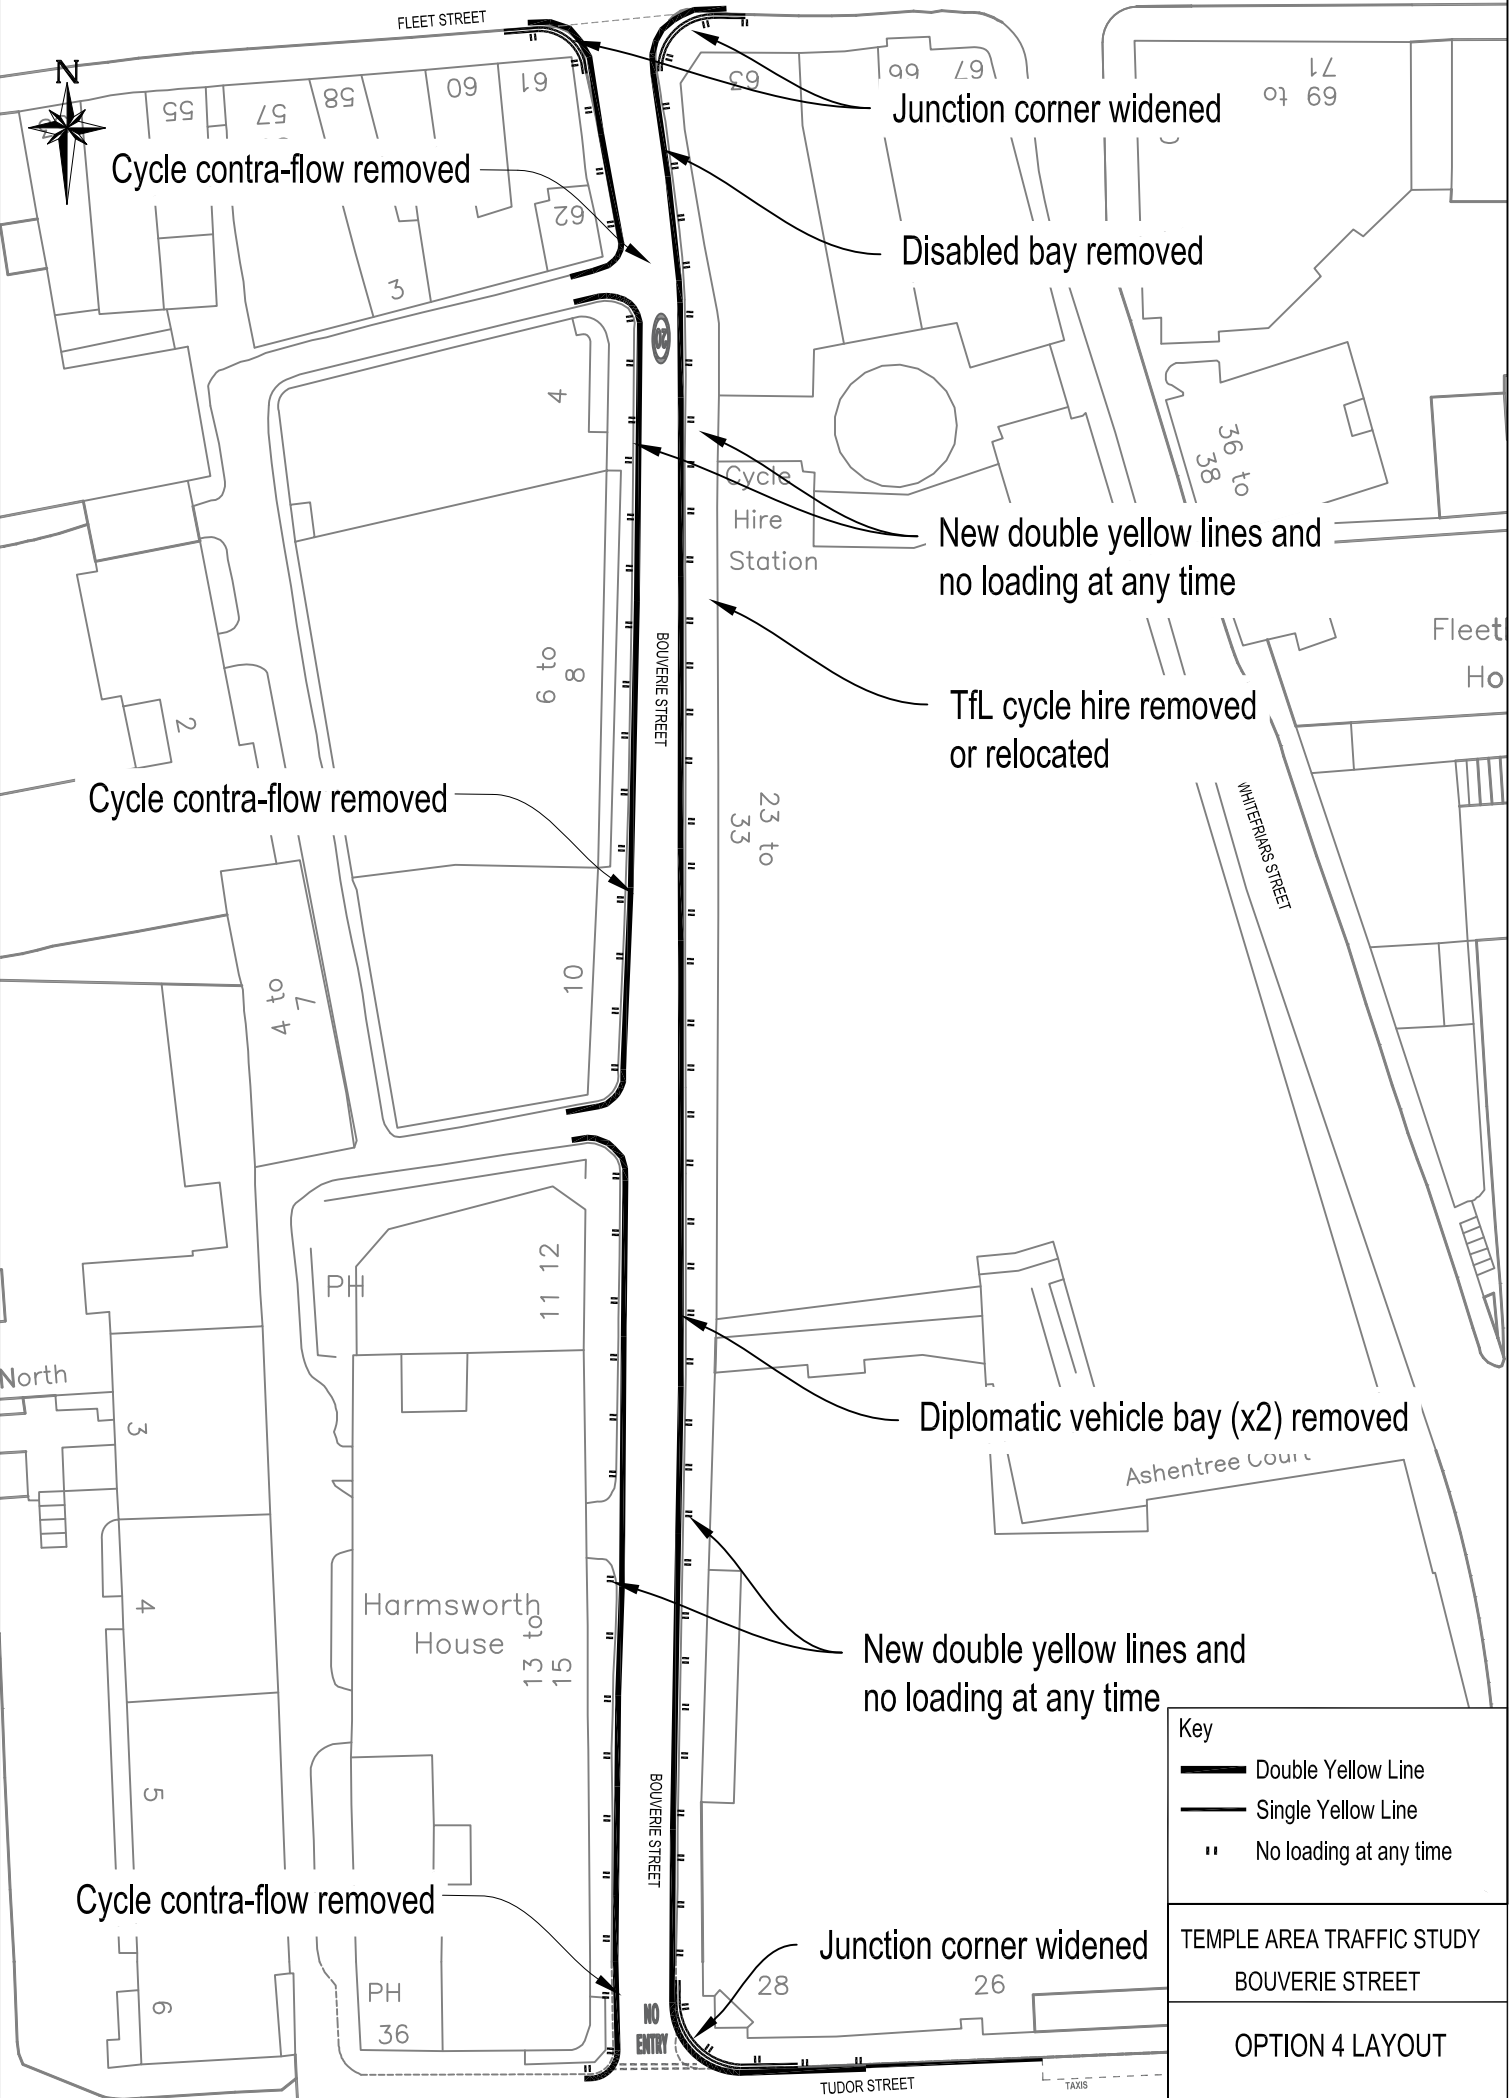 FLEET STREET
N
55
57
58
60
61
63
66
67
69 to
71
Junction corner widened
Cycle contra-flow removed
62
Disabled bay removed
3
20
4
36 to
38
Cycle
Hire
Station
New double yellow lines and
no loading at any time
6 to
8
BOUVERIE STREET
2
TfL cycle hire removed
or relocated
Cycle contra-flow removed
23 to
33
WHITEFRIARS STREET
10
4 to
7
PH
11 12
North
3
Diplomatic vehicle bay (x2) removed
Ashentree Court
Harmsworth
House
13 to
15
4
New double yellow lines and
no loading at any time
5
BOUVERIE STREET
Cycle contra-flow removed
Junction corner widened
28
26
PH
36
6
NO
ENTRY
TUDOR STREET
TAXIS
Key
Double Yellow Line
Single Yellow Line
No loading at any time
TEMPLE AREA TRAFFIC STUDY
BOUVERIE STREET
OPTION 4 LAYOUT